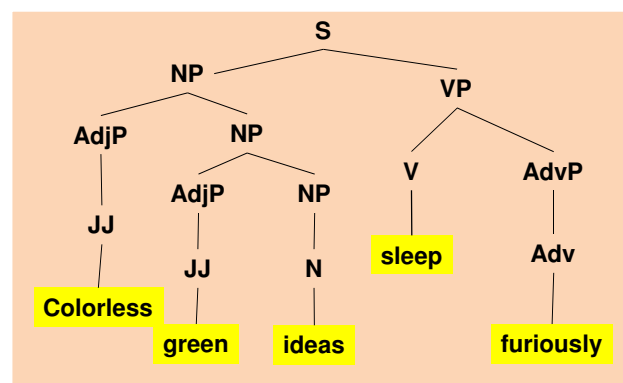 S
NP VP
AdjP NP V AdvP
AdjP NP
JJ sleep Adv
JJ N
Colorless
green ideas furiously